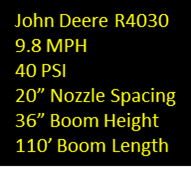 John Deere R4030
9.8 MPH
40 PSI
20” Nozzle Spacing
36” Boom Height
110’ Boom Length